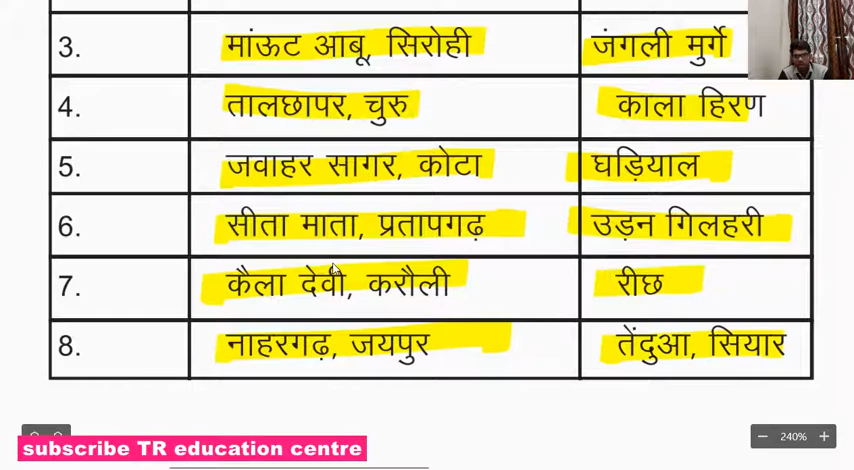 3. मांऊट आबू, सिरोही जंगली मुर्गे
4. तालछापर, चुरु काला हिरण
5. जवाहर सागर, कोटा घड़ियाल
6. सीता माता, प्रतापगढ़ उड़न गिलहरी
7. कैला देवी, करौली रीछ
8. नाहरगढ़, जयपुर तेंदुआ, सियार
240%
subscribe TR education centre